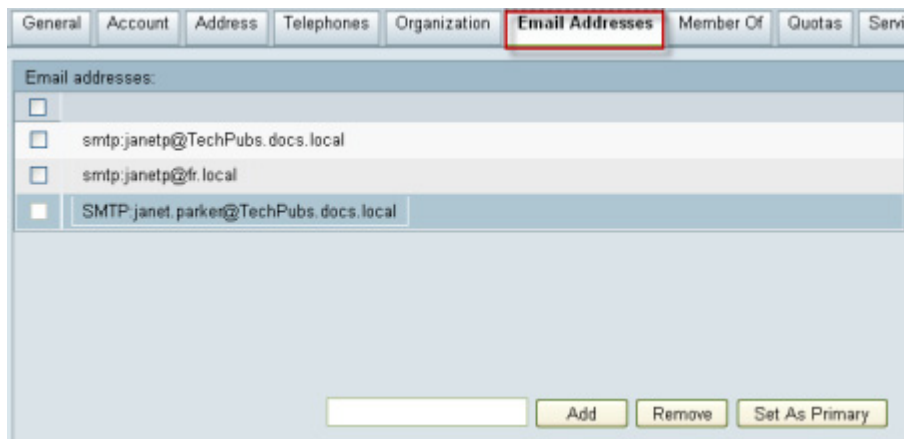 General Account Address Telephones Organization Email Addresses Member Of Quotas Servi
Email addresses:
smtp:janetp@TechPubs.docs.local
smtp:janetp@fr.local
SMTP:janet.parker@TechPubs.docs.local
Add Remove Set As Primary